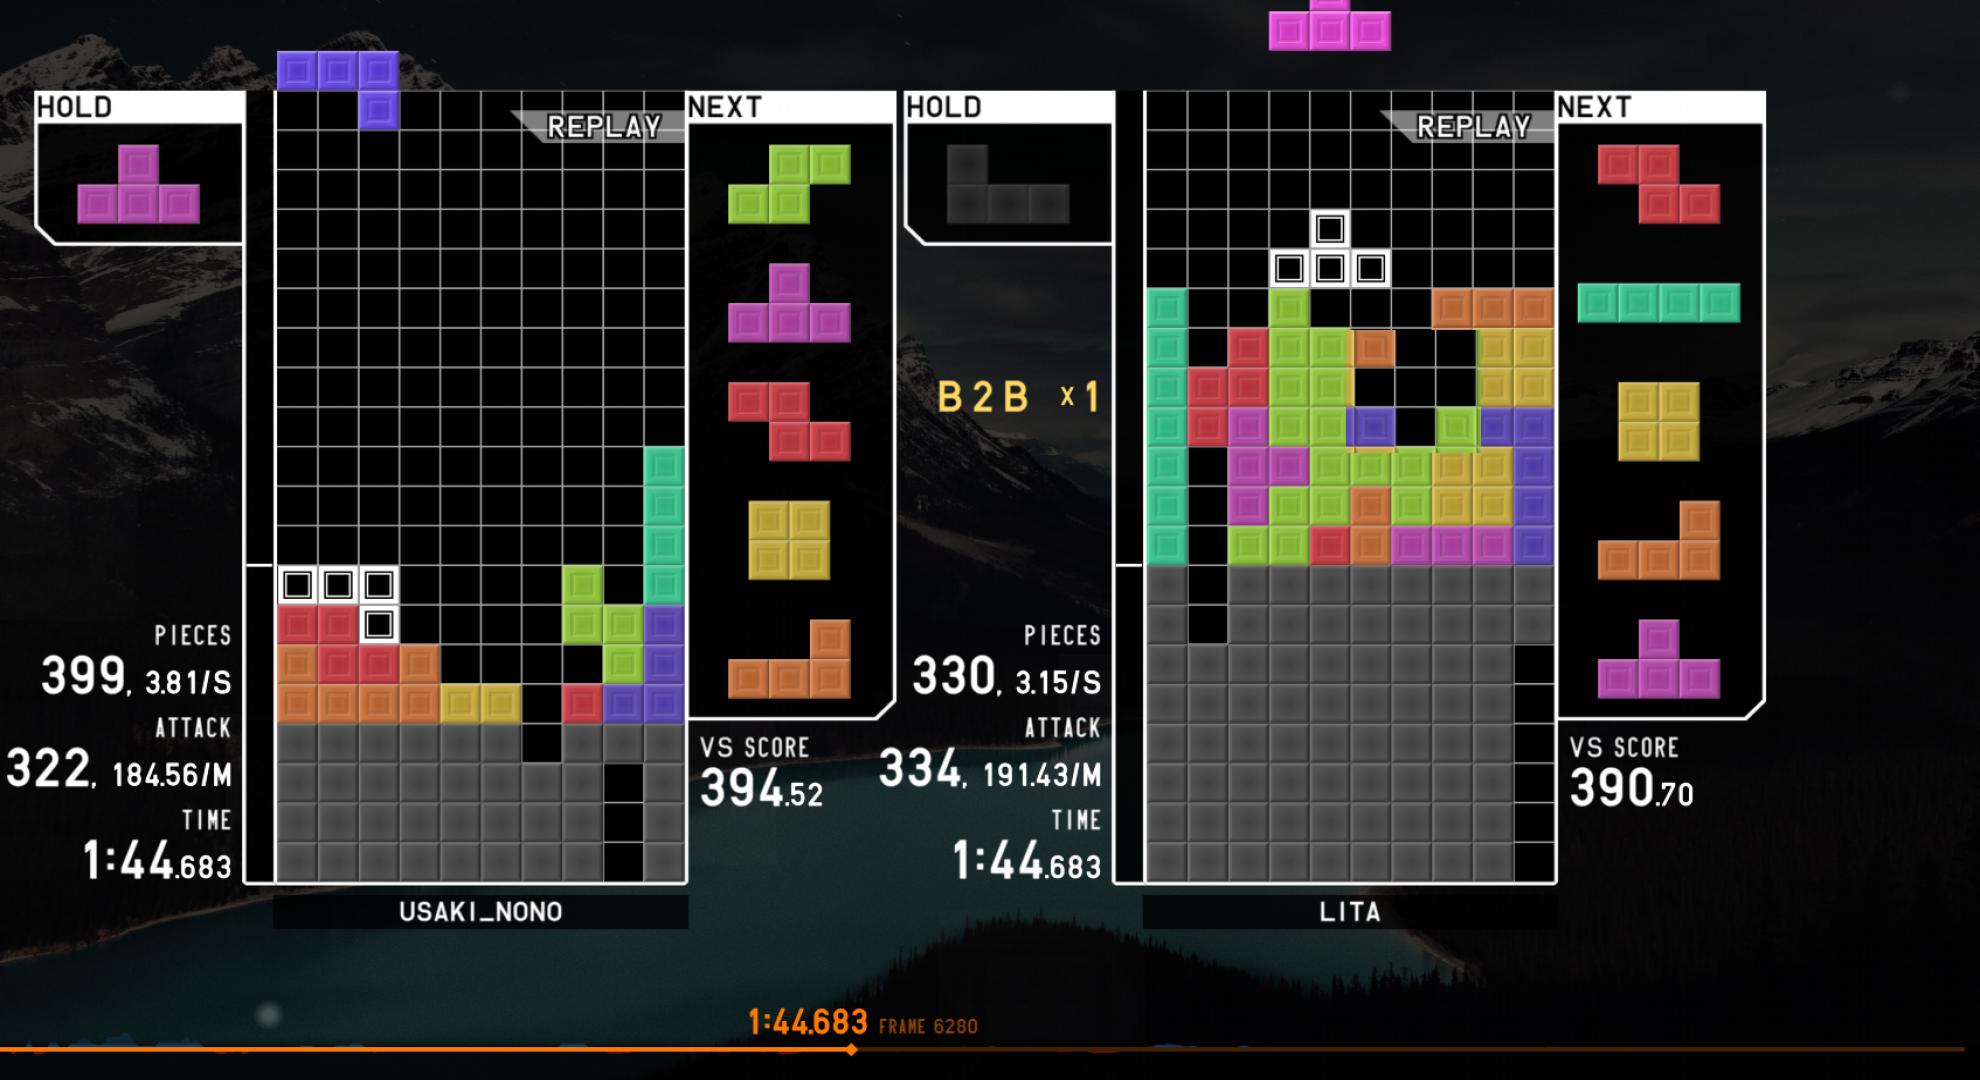 HOLD
REPLAY
NEXT
PIECES
399, 3.81/S
ATTACK
322, 184.56/M
TIME
1:44.683
VS SCORE
394.52
USAKI_NONO
HOLD
REPLAY
NEXT
B2B x1
PIECES
330, 3.15/S
ATTACK
334, 191.43/M
TIME
1:44.683
VS SCORE
390.70
LITA
1:44.683 FRAME 6280